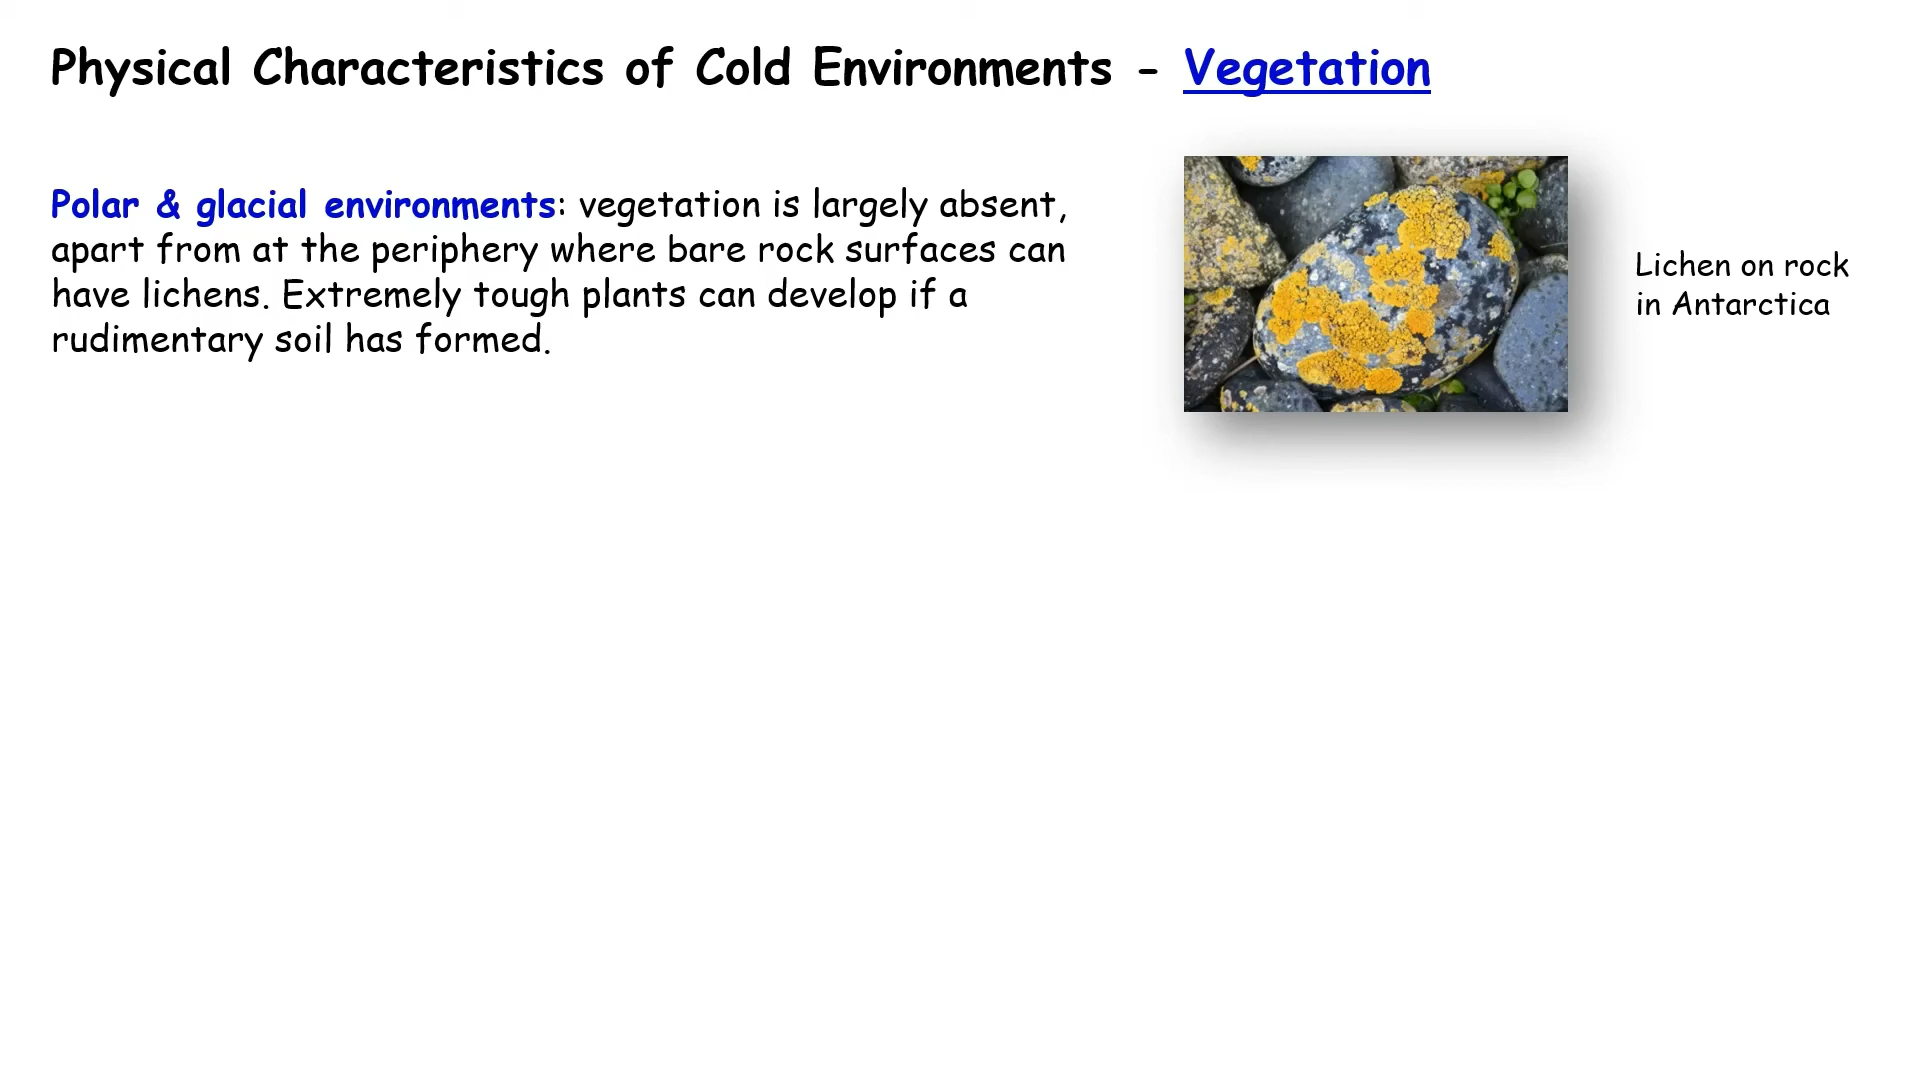 Physical Characteristics of Cold Environments - Vegetation
Polar & glacial environments: vegetation is largely absent,
apart from at the periphery where bare rock surfaces can
have lichens. Extremely tough plants can develop if a
rudimentary soil has formed.
Lichen on rock
in Antarctica